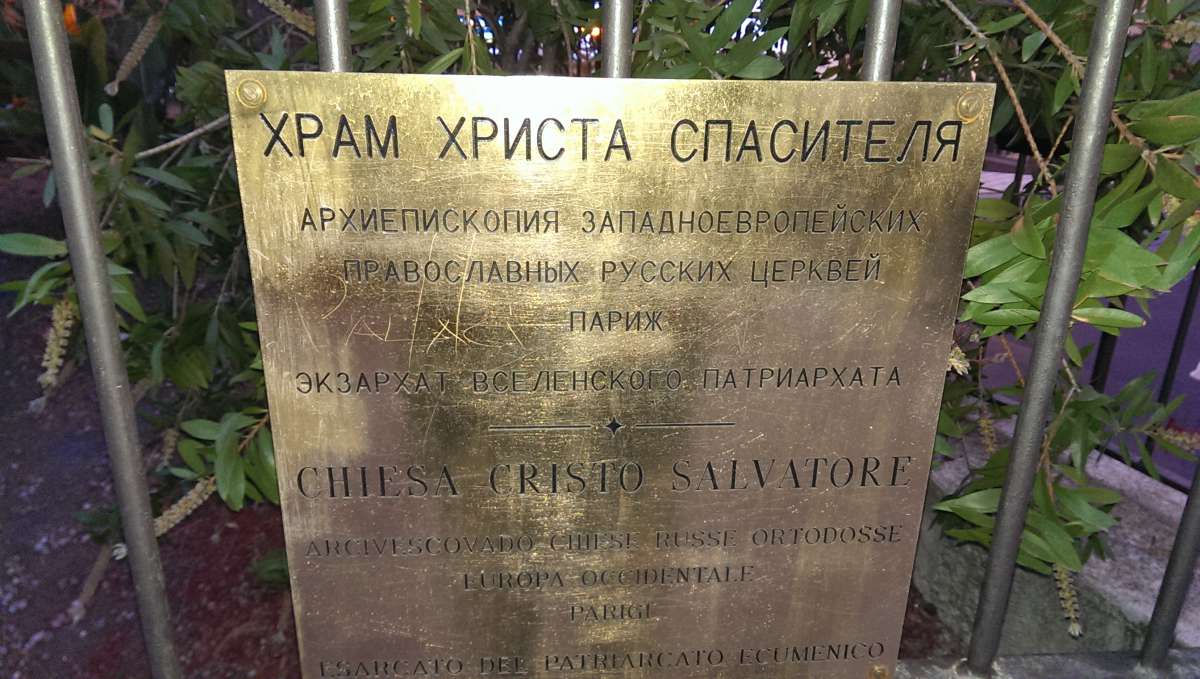 ХРАМ ХРИСТА СПАСИТЕЛЯ
АРХИЕПИСКОПИЯ ЗАПАДНОЕВРОПЕЙСКИХ
ПРАВОСЛАВНЫХ РУССКИХ ЦЕРКВЕЙ
ПАРИЖ
ЭКЗАРХАТ ВСЕЛЕНСКОГО ПАТРИАРХАТА
CHIESA CRISTO SALVATORE
ARCIVESCOVADO CHIESE RUSSE ORTODOSSE
EUROPA OCCIDENTALE
PARIGI
ESARCATO DEL PATRIARCATO ECUMENICO